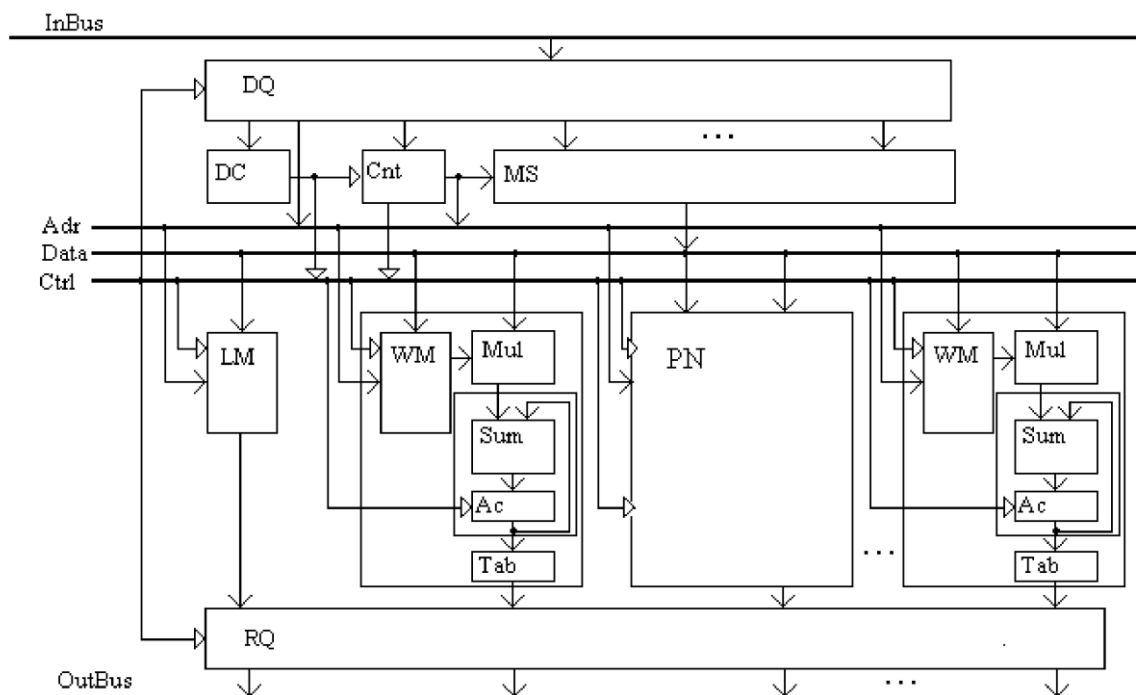 InBus
DQ
...
DC
Cnt
MS
Adr
Data
Ctrl
LM
WM
Mul
PN
WM
Mul
Sum
Sum
Ac
Ac
...
Tab
Tab
RQ
OutBus
...